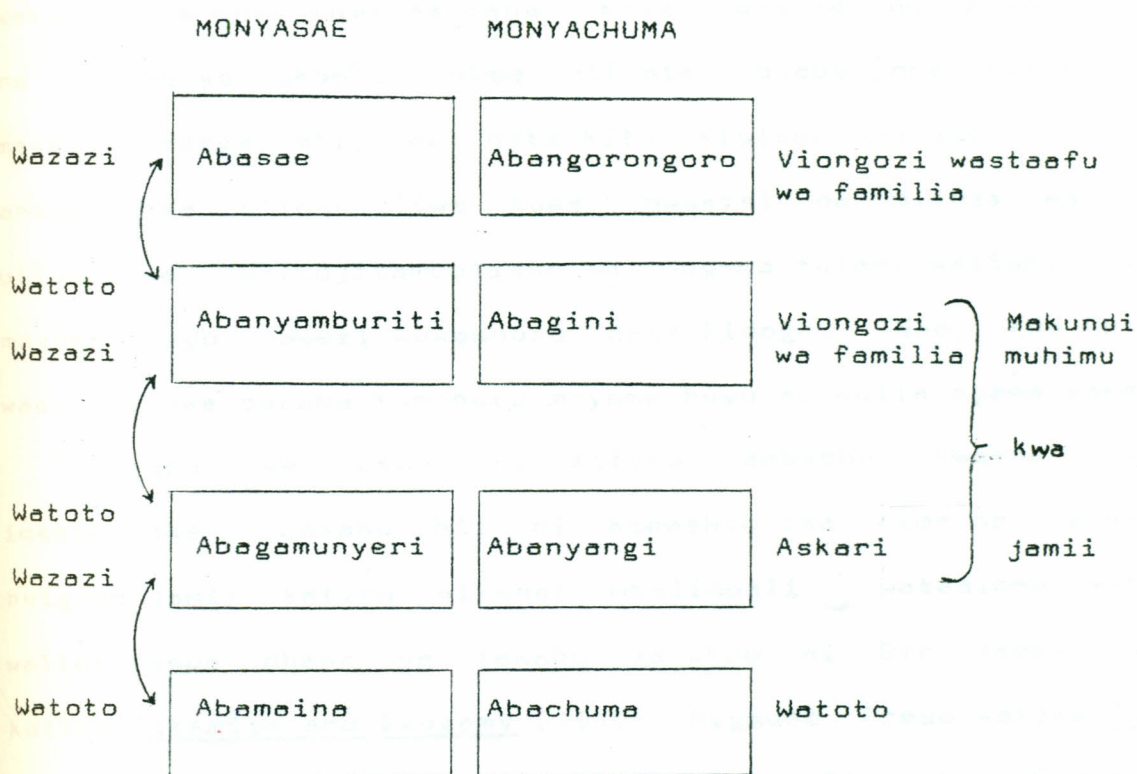 MONYASAE MONYACHUMA
Wazazi Abasae Abangorongoro Viongozi wastaafu
wa familia
Watoto
Abanyamburiti Abagini Viongozi Makundi
Wazazi wa familia muhimu
kwa
Watoto
Abagamunyeri Abanyangi Askari jamii
Wazazi
Watoto Abamaina Abachuma Watoto